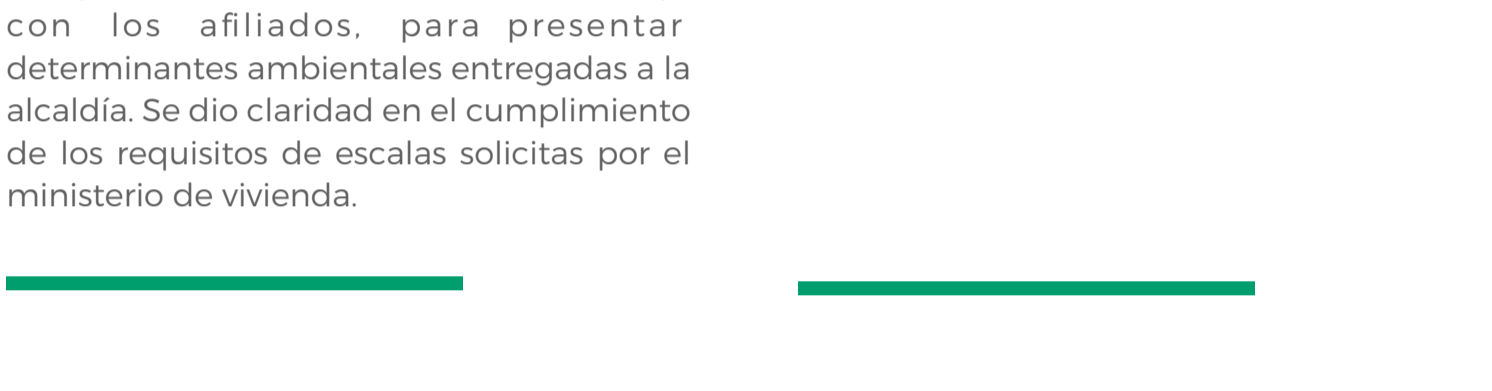 con los afiliados, para presentar
determinantes ambientales entregadas a la
alcaldía. Se dio claridad en el cumplimiento
de los requisitos de escalas solicitas por el
ministerio de vivienda.